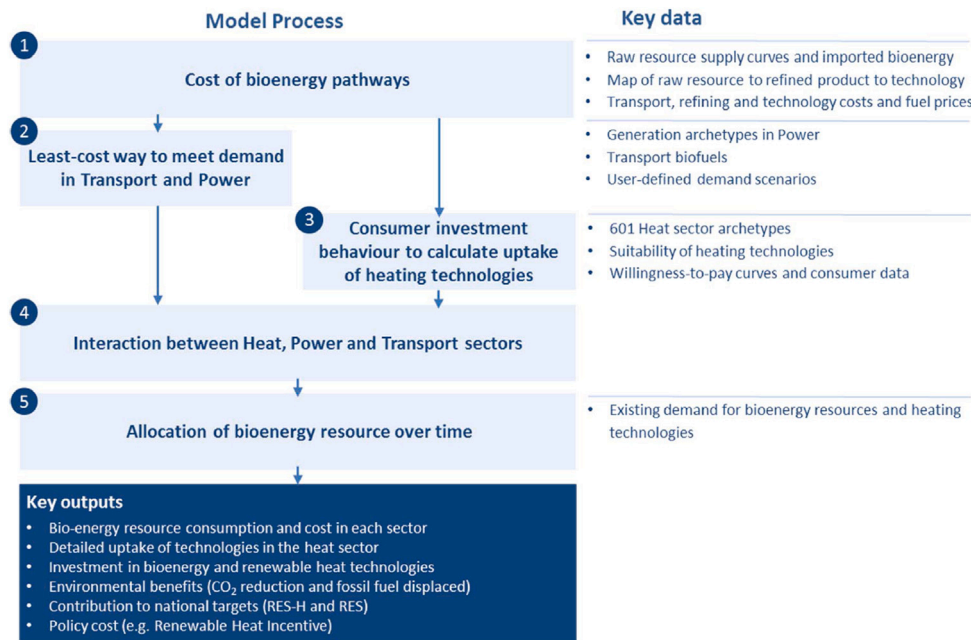 Model Process
Key data
1
Cost of bioenergy pathways
• Raw resource supply curves and imported bioenergy
• Map of raw resource to refined product to technology
• Transport, refining and technology costs and fuel prices
2
Least-cost way to meet demand
in Transport and Power
• Generation archetypes in Power
• Transport biofuels
• User-defined demand scenarios
3
Consumer investment
behaviour to calculate uptake
of heating technologies
• 601 Heat sector archetypes
• Suitability of heating technologies
• Willingness-to-pay curves and consumer data
4
Interaction between Heat, Power and Transport sectors
5
Allocation of bioenergy resource over time
• Existing demand for bioenergy resources and heating
technologies
Key outputs
• Bio-energy resource consumption and cost in each sector
• Detailed uptake of technologies in the heat sector
• Investment in bioenergy and renewable heat technologies
• Environmental benefits (CO₂ reduction and fossil fuel displaced)
• Contribution to national targets (RES-H and RES)
• Policy cost (e.g. Renewable Heat Incentive)